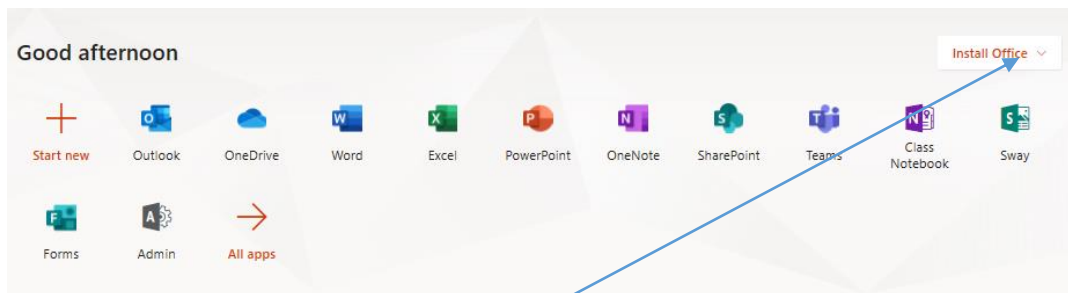 Good afternoon
Install Office
Start new
Outlook
OneDrive
Word
Excel
PowerPoint
OneNote
SharePoint
Teams
Class
Notebook
Sway
Forms
Admin
All apps